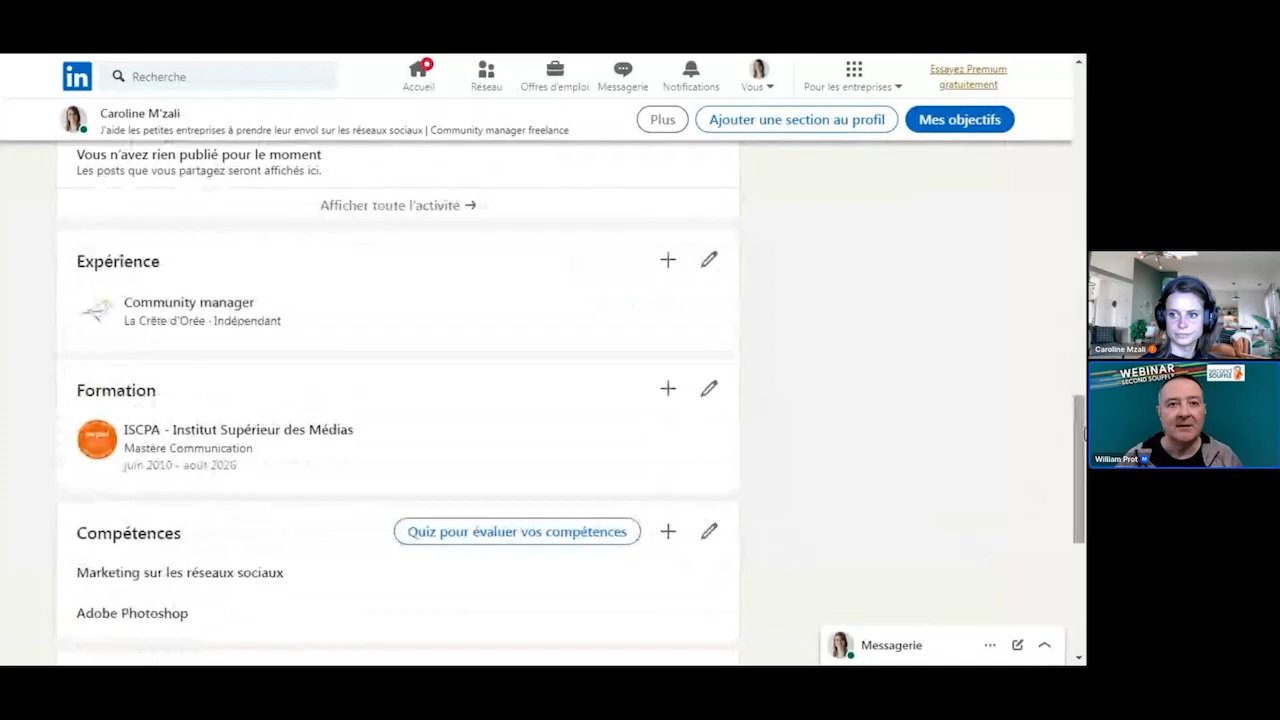 in
Recherche
Accueil
Réseau
Offres d'emploi
Messagerie
Notifications
Vous
Pour les entreprises
Essayez Premium
gratuitement
Caroline M'zali
J'aide les petites entreprises à prendre leur envol sur les réseaux sociaux | Community manager freelance
Plus
Ajouter une section au profil
Mes objectifs
Vous n'avez rien publié pour le moment
Les posts que vous partagez seront affichés ici.
Afficher toute l'activité →
Expérience
Community manager
La Crête d'Orée · Indépendant
Formation
ISCPA - Institut Supérieur des Médias
Mastère Communication
juin 2010 - août 2026
Compétences
Quiz pour évaluer vos compétences
Marketing sur les réseaux sociaux
Adobe Photoshop
Messagerie
Caroline Mzali
WEBINAR
SECOND SOUFFLE
SECOND
SOUFFLE
William Prot